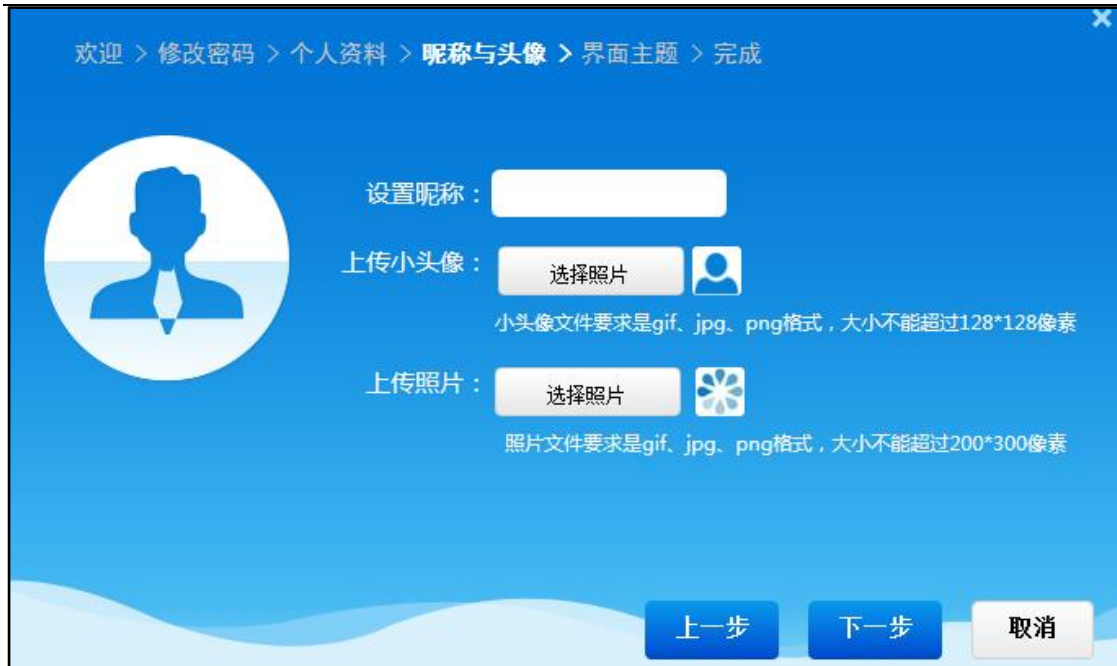 欢迎 > 修改密码 > 个人资料 > 昵称与头像 > 界面主题 > 完成
设置昵称：
上传小头像： 选择照片
小头像文件要求是gif、jpg、png格式，大小不能超过128*128像素
上传照片： 选择照片
照片文件要求是gif、jpg、png格式，大小不能超过200*300像素
上一步 下一步 取消